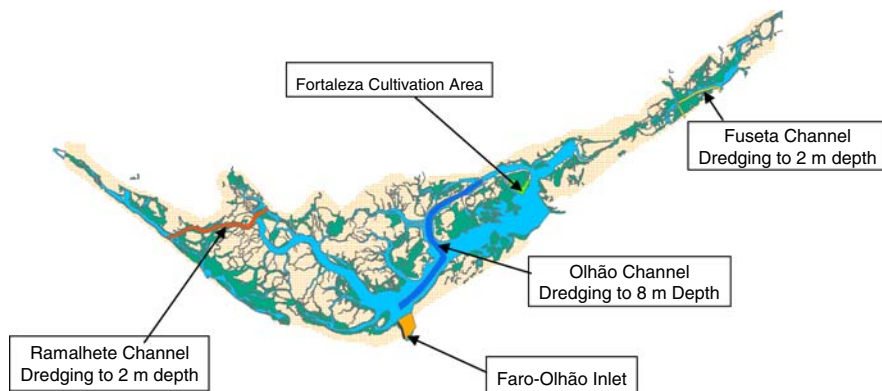 Fortaleza Cultivation Area
Fuseta Channel
Dredging to 2 m depth
Olhão Channel
Dredging to 8 m Depth
Ramalhete Channel
Dredging to 2 m depth
Faro-Olhão Inlet